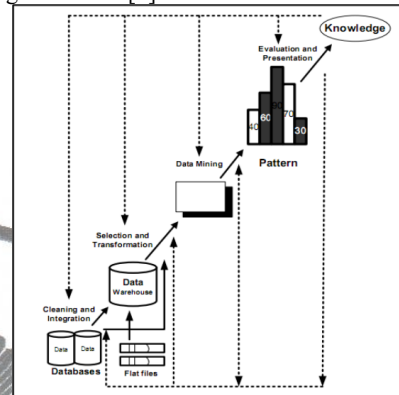 Knowledge
Evaluation and
Presentation
40
60
90
70
30
Pattern
Data Mining
Selection and
Transformation
Data
Warehouse
Cleaning and
Integration
Data
Data
Databases
Flat files